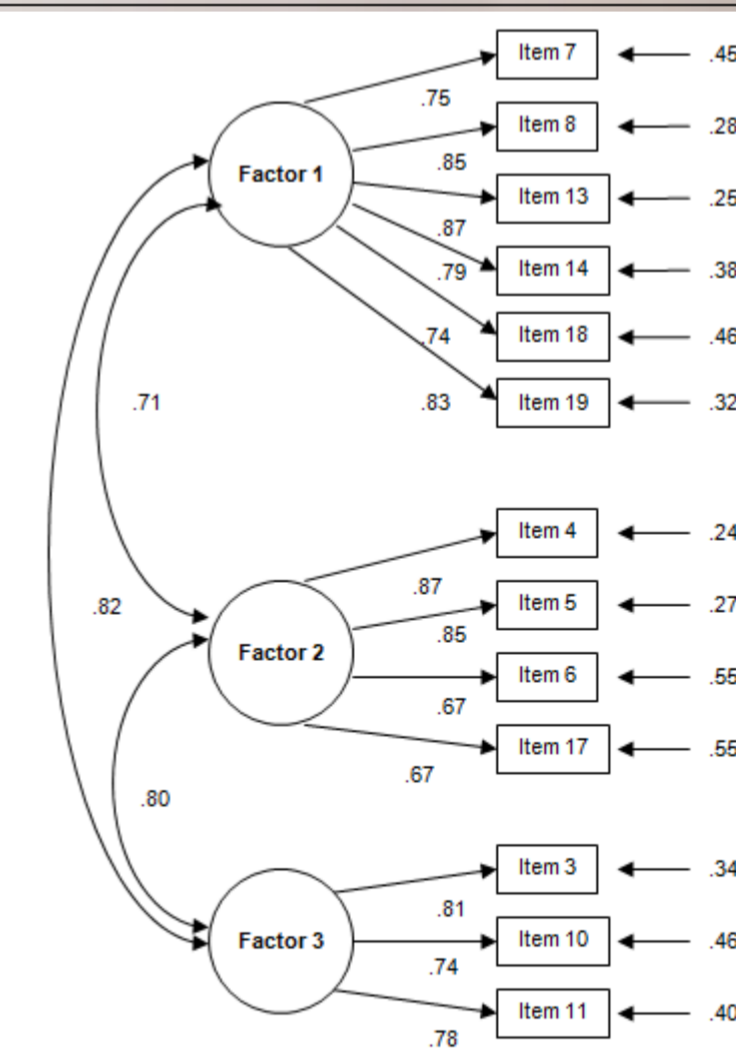 Item 7
.45
.75
Item 8
.28
.85
Factor 1
Item 13
.25
.87
Item 14
.38
.79
Item 18
.46
.74
Item 19
.32
.83
.71
Item 4
.24
.87
Item 5
.27
.82
.85
Factor 2
Item 6
.55
.67
Item 17
.55
.67
.80
Item 3
.34
.81
Factor 3
Item 10
.46
.74
Item 11
.40
.78